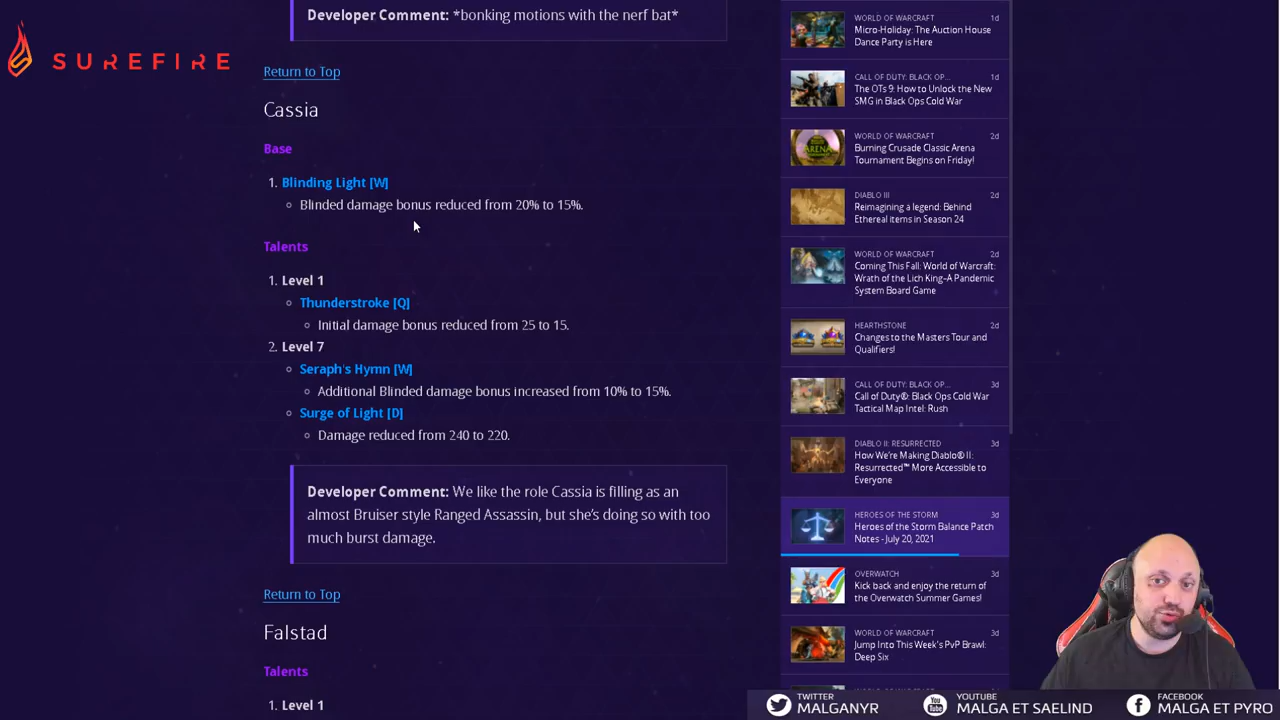 SUREFIRE
Developer Comment: *bonking motions with the nerf bat*
Return to Top
Cassia
Base
1. Blinding Light [W]
Blinded damage bonus reduced from 20% to 15%.
Talents
1. Level 1
Thunderstroke [Q]
Initial damage bonus reduced from 25 to 15.
2. Level 7
Seraph's Hymn [W]
Additional Blinded damage bonus increased from 10% to 15%.
Surge of Light [D]
Damage reduced from 240 to 220.
Developer Comment: We like the role Cassia is filling as an
almost Bruiser style Ranged Assassin, but she's doing so with too
much burst damage.
Return to Top
Falstad
Talents
1. Level 1
WORLD OF WARCRAFT 1d
Micro-Holiday: The Auction House
Dance Party is Here
CALL OF DUTY: BLACK OP... 1d
The OTs 9: How to Unlock the New
SMG in Black Ops Cold War
WORLD OF WARCRAFT 2d
Burning Crusade Classic Arena
Tournament Begins on Friday!
DIABLO III 2d
Reimagining a legend: Behind
Ethereal items in Season 24
WORLD OF WARCRAFT 2d
Coming This Fall: World of Warcraft:
Wrath of the Lich King–A Pandemic
System Board Game
HEARTHSTONE 2d
Changes to the Masters Tour and
Qualifiers!
CALL OF DUTY: BLACK OP... 3d
Call of Duty®: Black Ops Cold War
Tactical Map Intel: Rush
DIABLO II: RESURRECTED 3d
How We're Making Diablo® II:
Resurrected™ More Accessible to
Everyone
HEROES OF THE STORM 3d
Heroes of the Storm Balance Patch
Notes - July 20, 2021
OVERWATCH 3d
Kick back and enjoy the return of
the Overwatch Summer Games!
WORLD OF WARCRAFT 3d
Jump Into This Week's PvP Brawl:
Deep Six
TWITTER
MALGANYR
YOUTUBE
MALGA ET SAELIND
FACEBOOK
MALGA ET PYRO